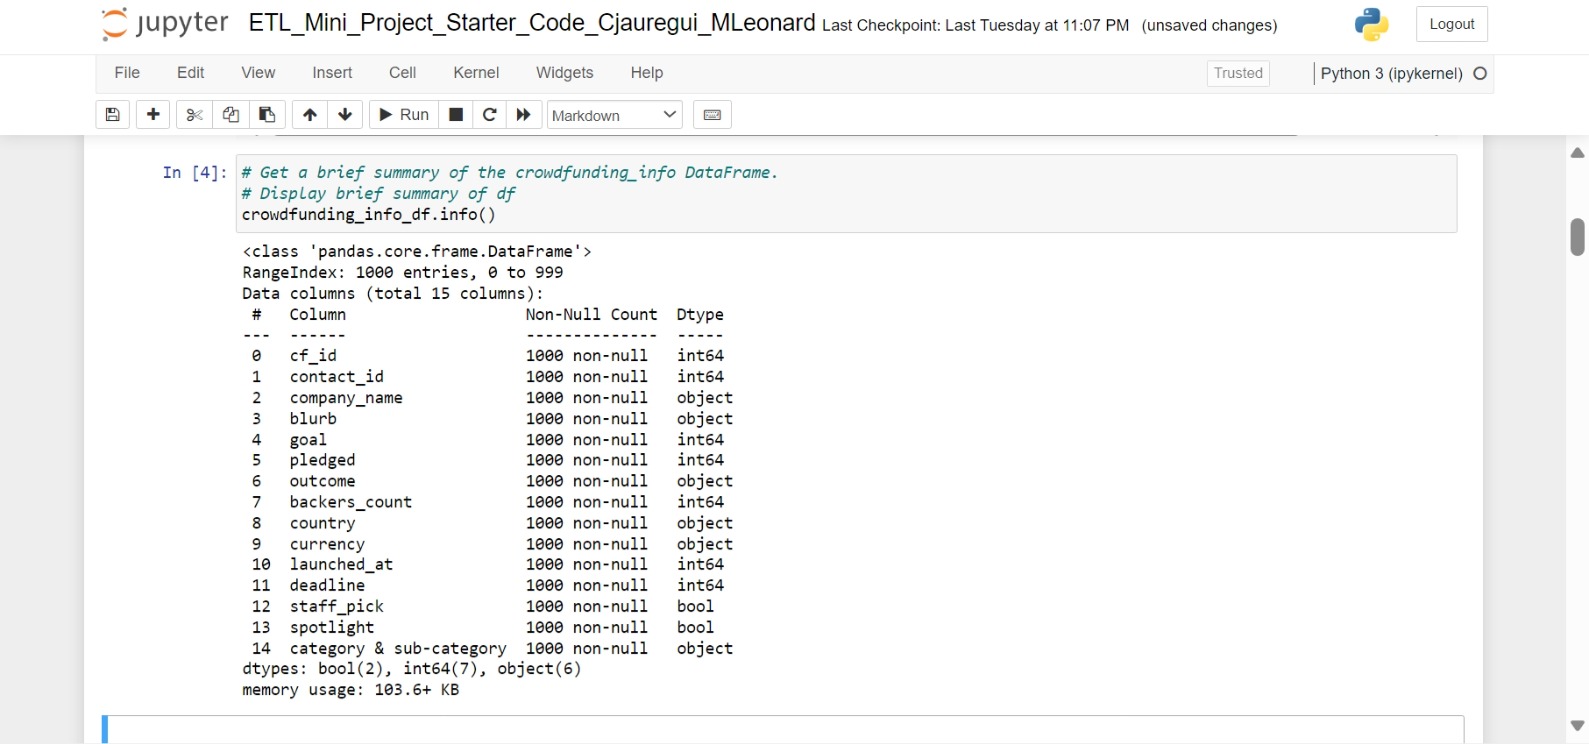 jupyter ETL_Mini_Project_Starter_Code_Cjauregui_MLeonard Last Checkpoint: Last Tuesday at 11:07 PM (unsaved changes) Logout
File Edit View Insert Cell Kernel Widgets Help Trusted Python 3 (ipykernel)
Run Markdown
In [4]: # Get a brief summary of the crowdfunding_info DataFrame.
# Display brief summary of df
crowdfunding_info_df.info()
<class 'pandas.core.frame.DataFrame'>
RangeIndex: 1000 entries, 0 to 999
Data columns (total 15 columns):
 #   Column                   Non-Null Count  Dtype
---  ------                   --------------  -----
 0   cf_id                    1000 non-null   int64
 1   contact_id               1000 non-null   int64
 2   company_name             1000 non-null   object
 3   blurb                    1000 non-null   object
 4   goal                     1000 non-null   int64
 5   pledged                  1000 non-null   int64
 6   outcome                  1000 non-null   object
 7   backers_count            1000 non-null   int64
 8   country                  1000 non-null   object
 9   currency                 1000 non-null   object
 10  launched_at              1000 non-null   int64
 11  deadline                 1000 non-null   int64
 12  staff_pick               1000 non-null   bool
 13  spotlight                1000 non-null   bool
 14  category & sub-category  1000 non-null   object
dtypes: bool(2), int64(7), object(6)
memory usage: 103.6+ KB